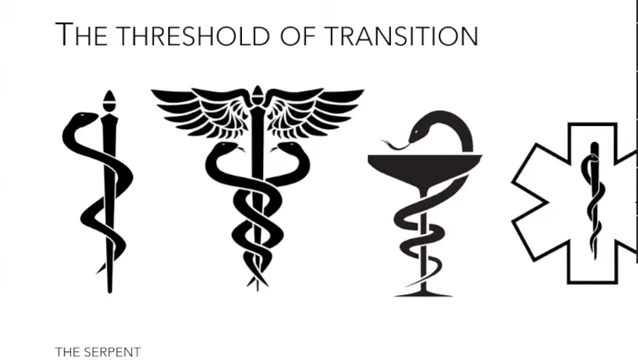 THE THRESHOLD OF TRANSITION
THE SERPENT